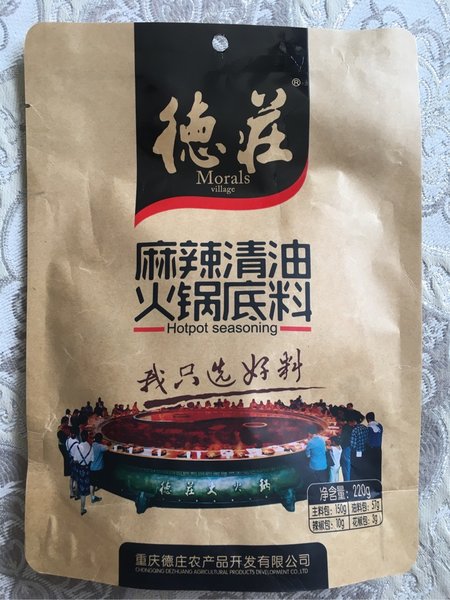 德莊
®
Morals
village
麻辣清油
火锅底料
Hotpot seasoning
我只选好料
德莊大火锅
净含量: 220g
主料包: 150g 油料包: 57g
辣椒包: 10g 花椒包: 3g
重庆德庄农产品开发有限公司
CHONGQING DEZHUANG AGRICULTURAL PRODUCTS DEVELOPMENT CO.,LTD